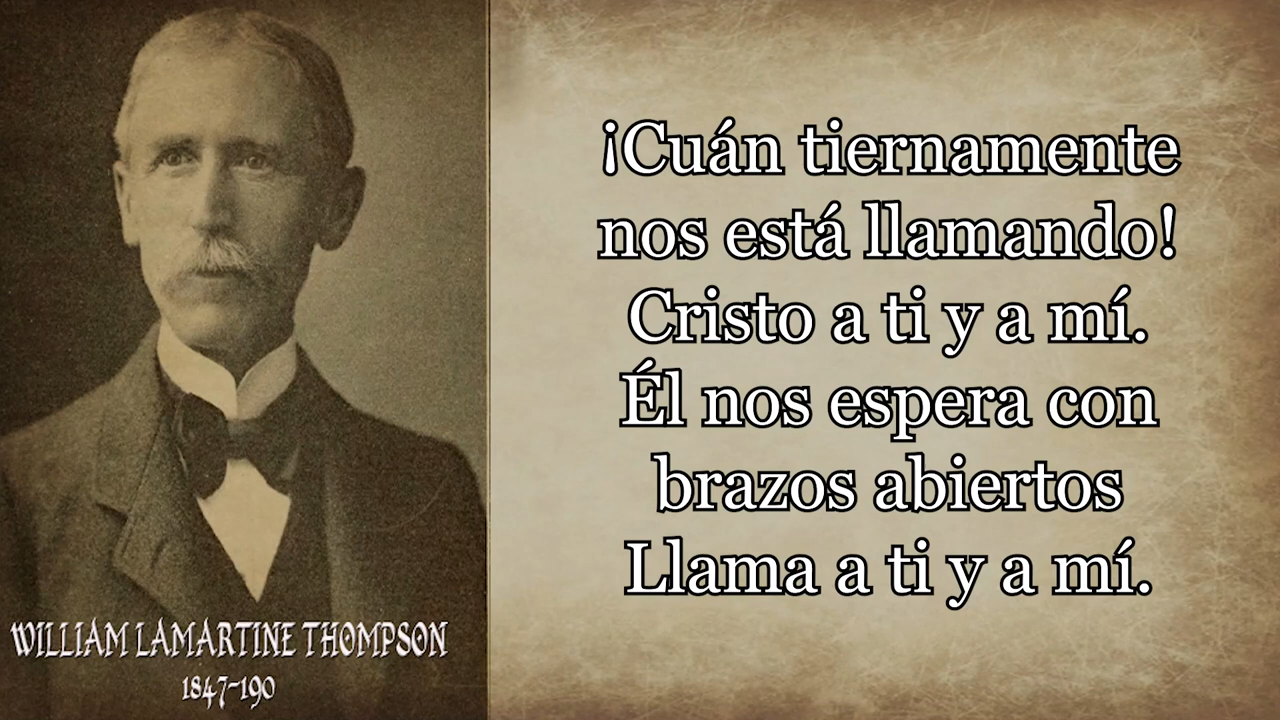 ¡Cuán tiernamente
nos está llamando!
Cristo a ti y a mí.
Él nos espera con
brazos abiertos
Llama a ti y a mí.
WILLIAM LAMARTINE THOMPSON
1847-190